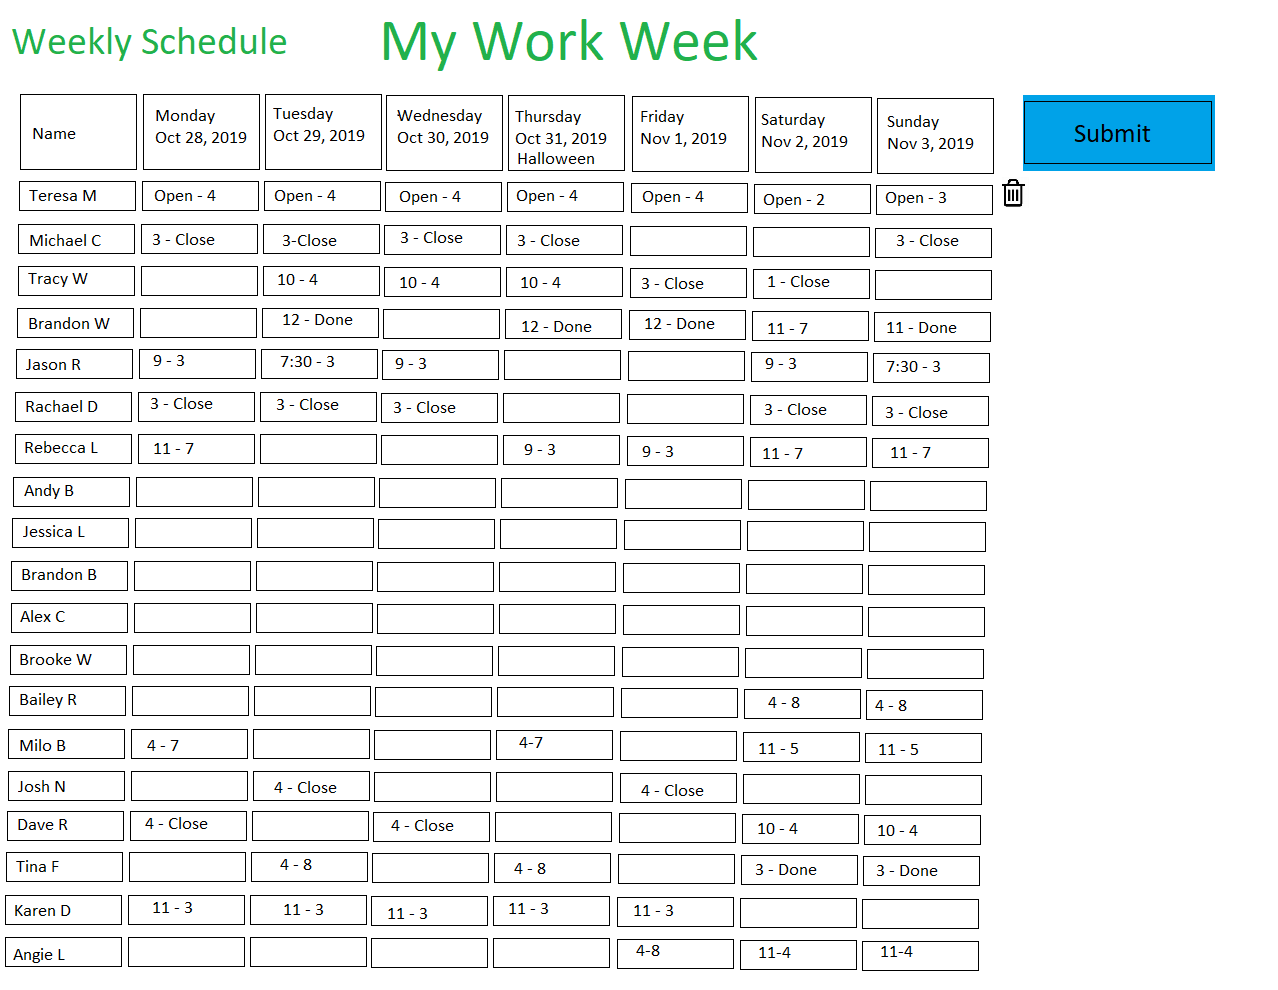 Weekly Schedule My Work Week
Name Monday Oct 28, 2019 Tuesday Oct 29, 2019 Wednesday Oct 30, 2019 Thursday Oct 31, 2019 Halloween Friday Nov 1, 2019 Saturday Nov 2, 2019 Sunday Nov 3, 2019 Submit
Teresa M Open - 4 Open - 4 Open - 4 Open - 4 Open - 4 Open - 2 Open - 3
Michael C 3 - Close 3-Close 3 - Close 3 - Close 3 - Close
Tracy W 10 - 4 10 - 4 10 - 4 3 - Close 1 - Close
Brandon W 12 - Done 12 - Done 12 - Done 11 - 7 11 - Done
Jason R 9 - 3 7:30 - 3 9 - 3 9 - 3 7:30 - 3
Rachael D 3 - Close 3 - Close 3 - Close 3 - Close 3 - Close
Rebecca L 11 - 7 9 - 3 9 - 3 11 - 7 11 - 7
Andy B
Jessica L
Brandon B
Alex C
Brooke W
Bailey R 4 - 8 4 - 8
Milo B 4 - 7 4-7 11 - 5 11 - 5
Josh N 4 - Close 4 - Close
Dave R 4 - Close 4 - Close 10 - 4 10 - 4
Tina F 4 - 8 4 - 8 3 - Done 3 - Done
Karen D 11 - 3 11 - 3 11 - 3 11 - 3 11 - 3
Angie L 4-8 11-4 11-4